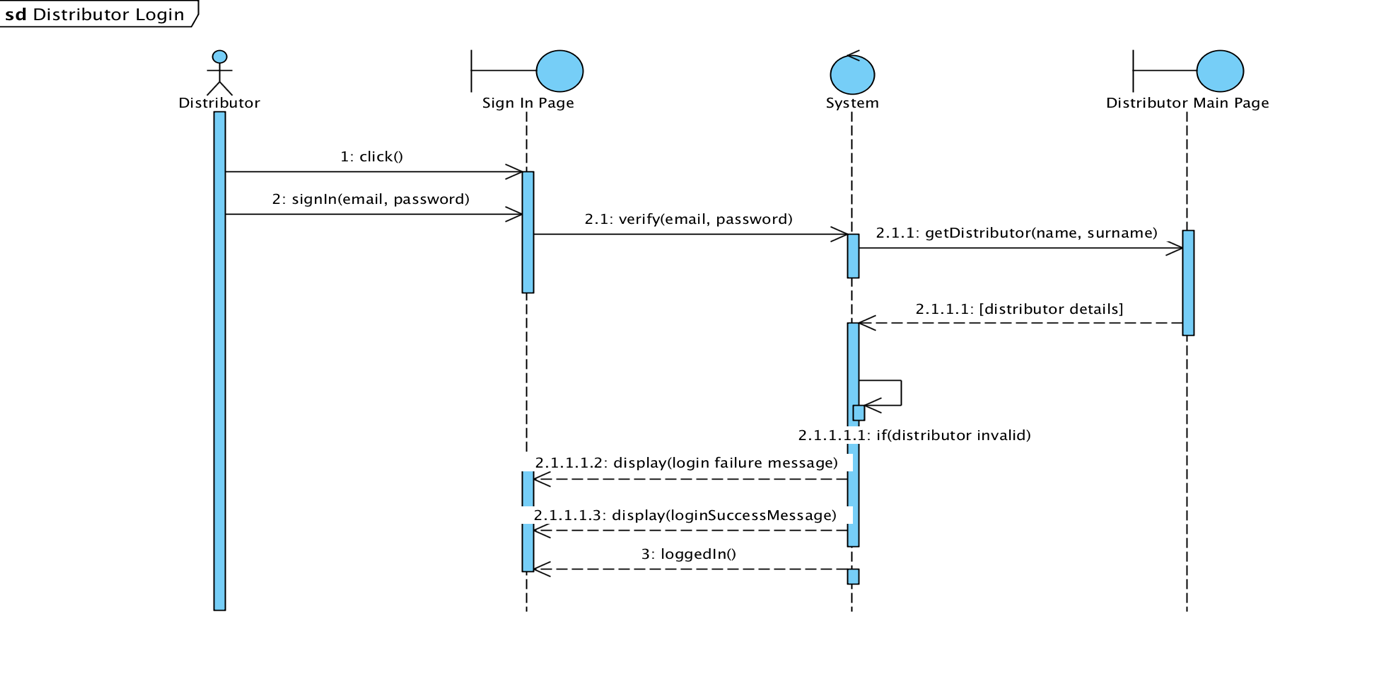 sd Distributor Login
Distributor
Sign In Page
System
Distributor Main Page
1: click()
2: signIn(email, password)
2.1: verify(email, password)
2.1.1: getDistributor(name, surname)
2.1.1.1: [distributor details]
2.1.1.1.1: if(distributor invalid)
2.1.1.1.2: display(login failure message)
2.1.1.1.3: display(loginSuccessMessage)
3: loggedIn()